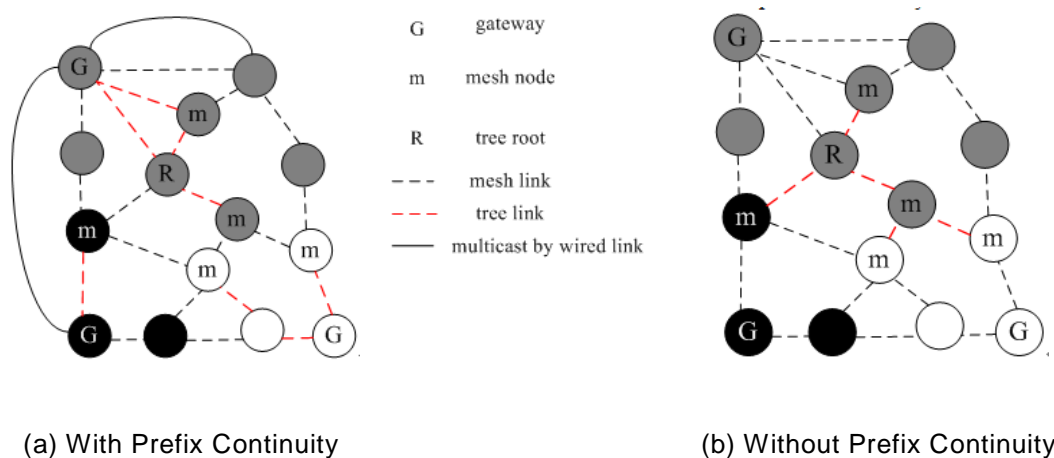 G
m
R
m
m
m
m
G
G
G gateway
m mesh node
R tree root
mesh link
tree link
multicast by wired link
G
m
R
m
m
m
m
G
G
(a) With Prefix Continuity
(b) Without Prefix Continuity